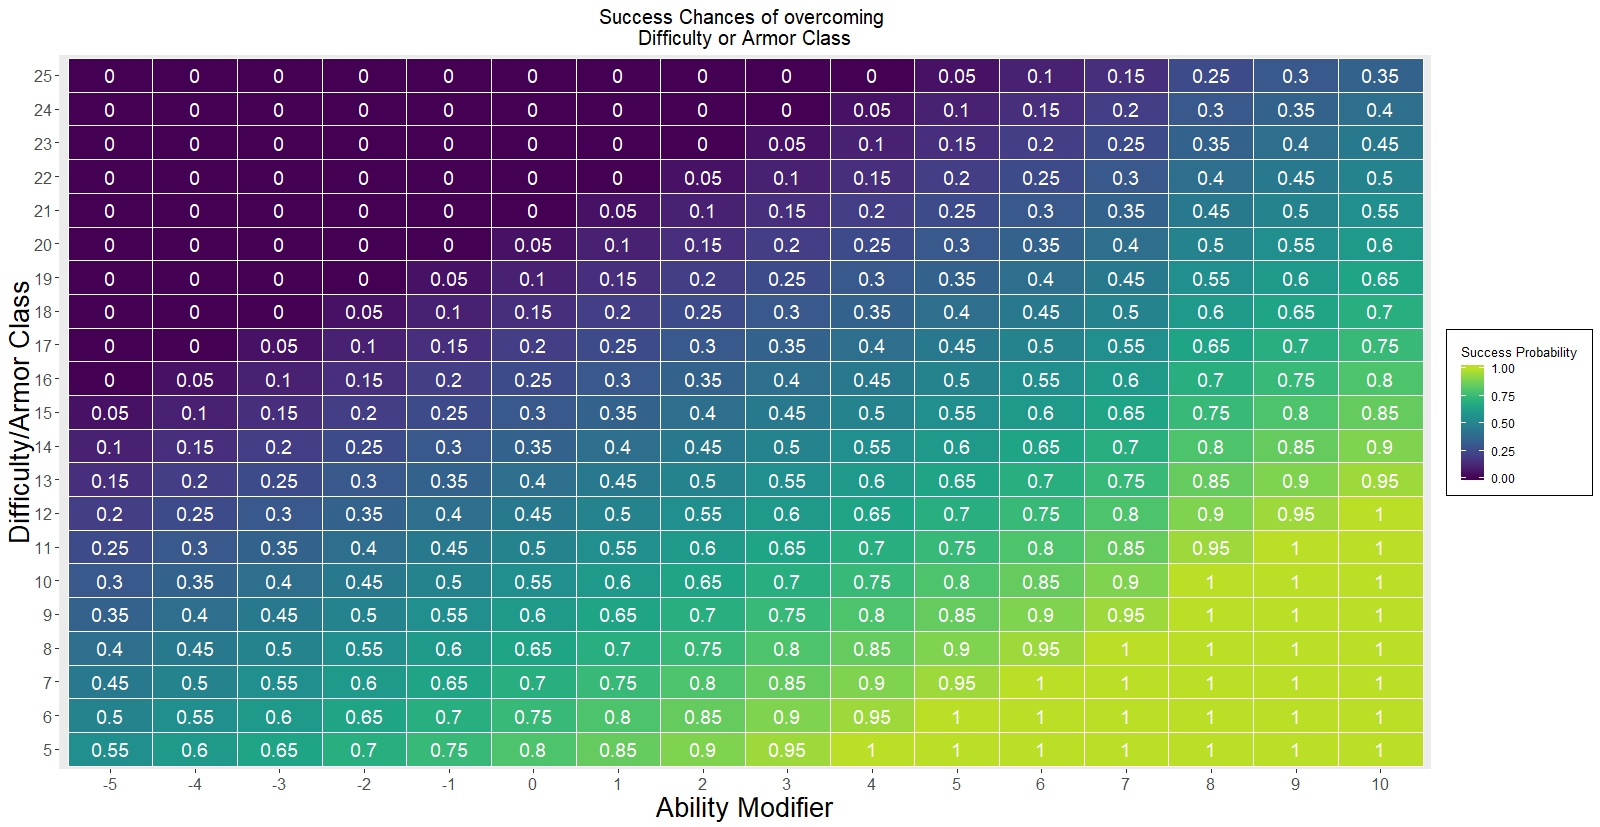 Success Chances of overcoming
Difficulty or Armor Class
Difficulty/Armor Class
25 0 0 0 0 0 0 0 0 0 0 0.05 0.1 0.15 0.25 0.3 0.35
24 0 0 0 0 0 0 0 0 0 0.05 0.1 0.15 0.2 0.3 0.35 0.4
23 0 0 0 0 0 0 0 0 0.05 0.1 0.15 0.2 0.25 0.35 0.4 0.45
22 0 0 0 0 0 0 0 0.05 0.1 0.15 0.2 0.25 0.3 0.4 0.45 0.5
21 0 0 0 0 0 0 0.05 0.1 0.15 0.2 0.25 0.3 0.35 0.45 0.5 0.55
20 0 0 0 0 0 0.05 0.1 0.15 0.2 0.25 0.3 0.35 0.4 0.5 0.55 0.6
19 0 0 0 0 0.05 0.1 0.15 0.2 0.25 0.3 0.35 0.4 0.45 0.55 0.6 0.65
18 0 0 0 0.05 0.1 0.15 0.2 0.25 0.3 0.35 0.4 0.45 0.5 0.6 0.65 0.7
17 0 0 0.05 0.1 0.15 0.2 0.25 0.3 0.35 0.4 0.45 0.5 0.55 0.65 0.7 0.75
16 0 0.05 0.1 0.15 0.2 0.25 0.3 0.35 0.4 0.45 0.5 0.55 0.6 0.7 0.75 0.8
15 0.05 0.1 0.15 0.2 0.25 0.3 0.35 0.4 0.45 0.5 0.55 0.6 0.65 0.75 0.8 0.85
14 0.1 0.15 0.2 0.25 0.3 0.35 0.4 0.45 0.5 0.55 0.6 0.65 0.7 0.8 0.85 0.9
13 0.15 0.2 0.25 0.3 0.35 0.4 0.45 0.5 0.55 0.6 0.65 0.7 0.75 0.85 0.9 0.95
12 0.2 0.25 0.3 0.35 0.4 0.45 0.5 0.55 0.6 0.65 0.7 0.75 0.8 0.9 0.95 1
11 0.25 0.3 0.35 0.4 0.45 0.5 0.55 0.6 0.65 0.7 0.75 0.8 0.85 0.95 1 1
10 0.3 0.35 0.4 0.45 0.5 0.55 0.6 0.65 0.7 0.75 0.8 0.85 0.9 1 1 1
9 0.35 0.4 0.45 0.5 0.55 0.6 0.65 0.7 0.75 0.8 0.85 0.9 0.95 1 1 1
8 0.4 0.45 0.5 0.55 0.6 0.65 0.7 0.75 0.8 0.85 0.9 0.95 1 1 1 1
7 0.45 0.5 0.55 0.6 0.65 0.7 0.75 0.8 0.85 0.9 0.95 1 1 1 1 1
6 0.5 0.55 0.6 0.65 0.7 0.75 0.8 0.85 0.9 0.95 1 1 1 1 1 1
5 0.55 0.6 0.65 0.7 0.75 0.8 0.85 0.9 0.95 1 1 1 1 1 1 1
-5 -4 -3 -2 -1 0 1 2 3 4 5 6 7 8 9 10
Ability Modifier
Success Probability
1.00
0.75
0.50
0.25
0.00